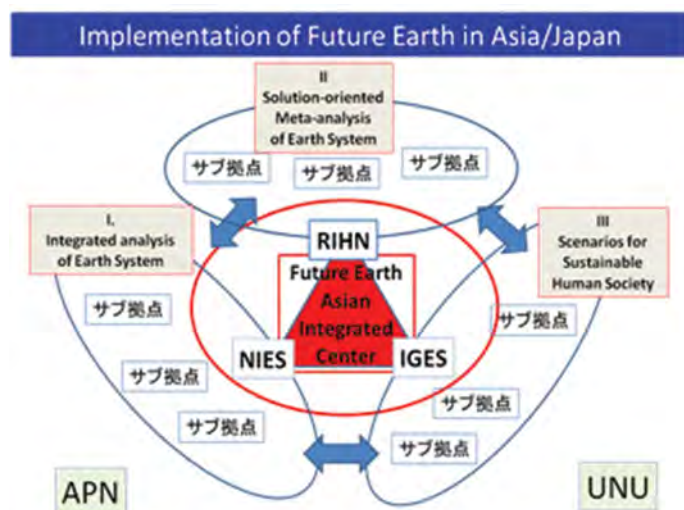 Implementation of Future Earth in Asia/Japan
II
Solution-oriented
Meta-analysis
of Earth System
サブ拠点
サブ拠点
サブ拠点
I.
Integrated analysis
of Earth System
III
Scenarios for
Sustainable
Human Society
RIHN
Future Earth
Asian
Integrated
Center
NIES
IGES
サブ拠点
サブ拠点
サブ拠点
サブ拠点
サブ拠点
サブ拠点
APN
UNU